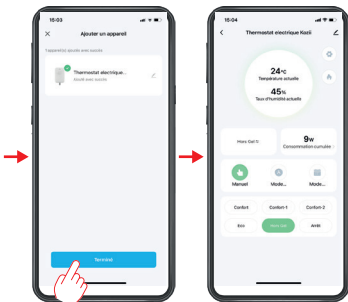 15:03
Ajouter un appareil
1 appareil(s) ajouté avec succès
Thermostat electrique...
ajouté avec succès
Terminé
15:04
Thermostat electrique Kazii
24°C
Température actuelle
45%
Taux d'humidité actuelle
Hors Gel
9w
Consommation cumulée
Manuel
Mode...
Mode...
Confort
Confort-1
Confort-2
Eco
Hors Gel
Arrêt